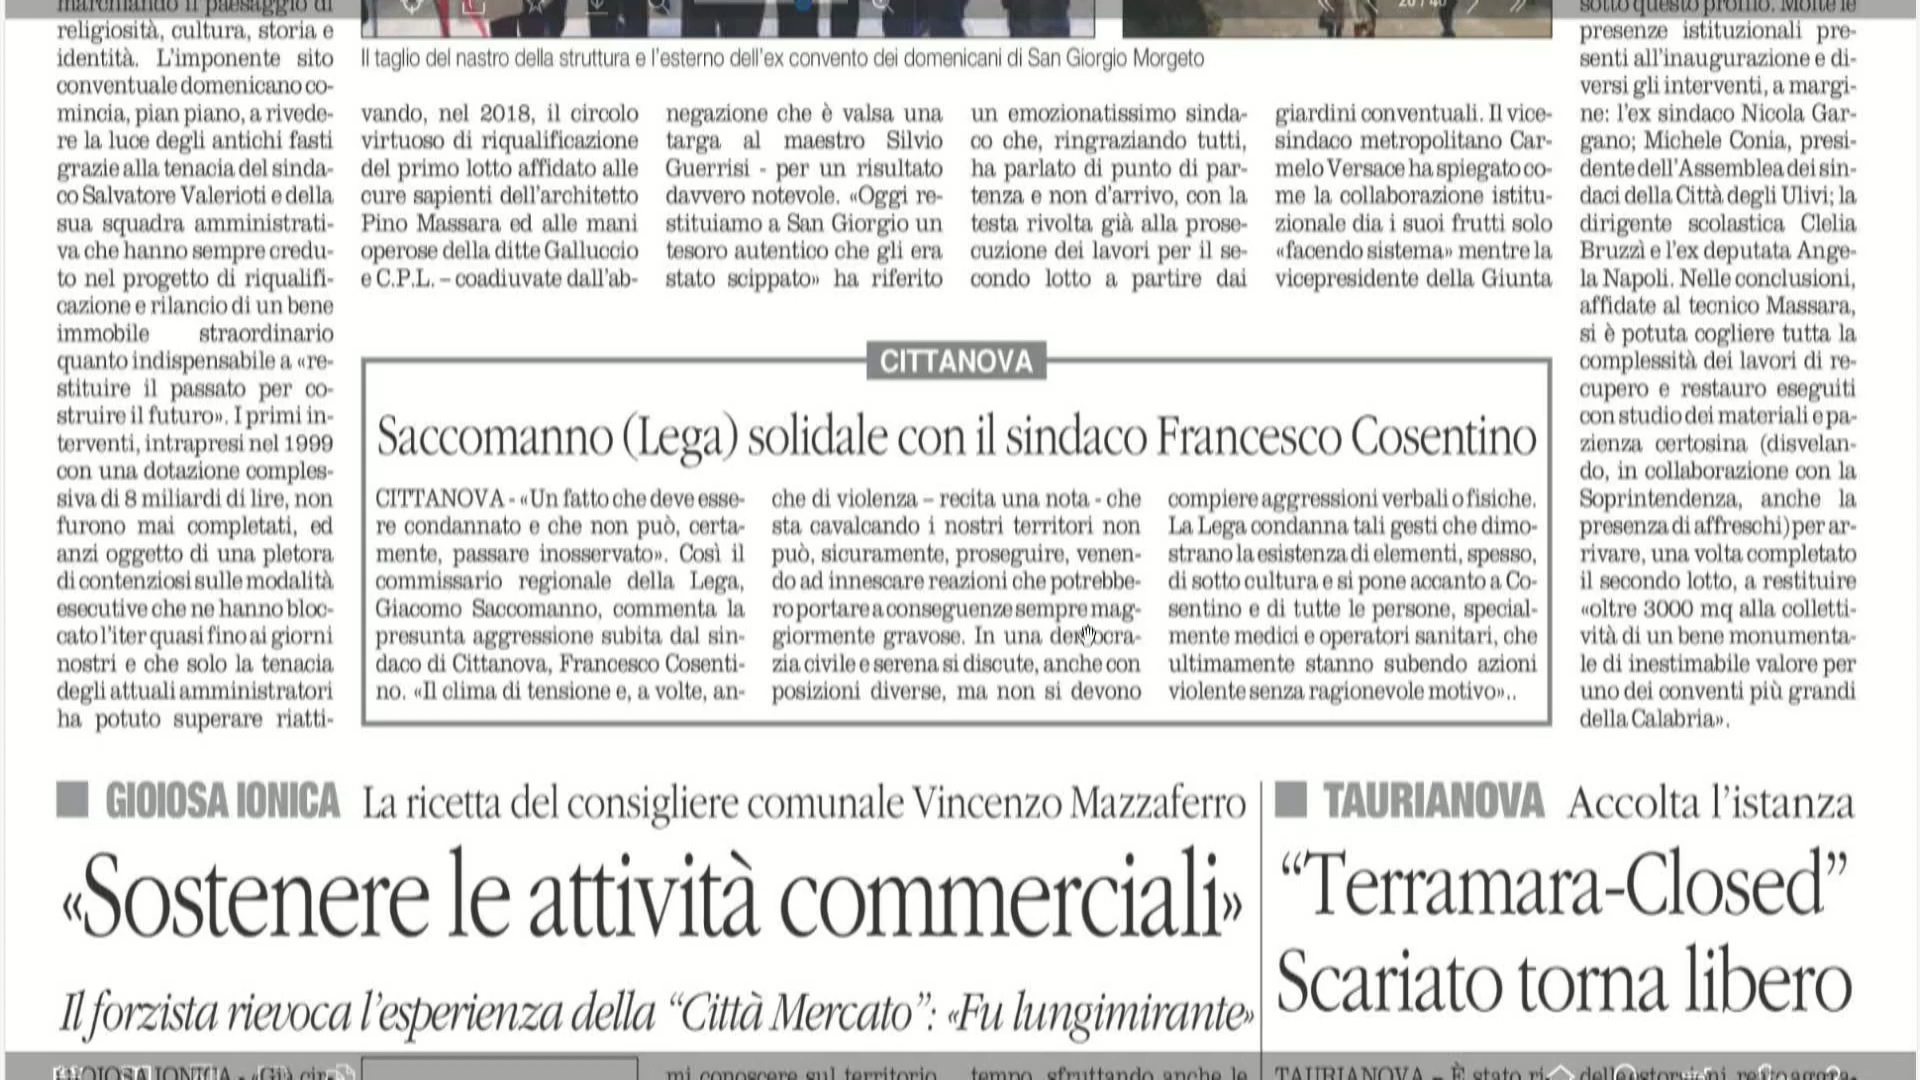 marchiando il paesaggio di
religiosità, cultura, storia e
identità. L'imponente sito
conventuale domenicano co-
mincia, pian piano, a rivede-
re la luce degli antichi fasti
grazie alla tenacia del sinda-
co Salvatore Valerioti e della
sua squadra amministrati-
va che hanno sempre credu-
to nel progetto di riqualifi-
cazione e rilancio di un bene
immobile straordinario
quanto indispensabile a «re-
stituire il passato per co-
struire il futuro». I primi in-
terventi, intrapresi nel 1999
con una dotazione comples-
siva di 8 miliardi di lire, non
furono mai completati, ed
anzi oggetto di una pletora
di contenziosi sulle modalità
esecutive che ne hanno bloc-
cato l'iter quasi fino ai giorni
nostri e che solo la tenacia
degli attuali amministratori
ha potuto superare riatti-
Il taglio del nastro della struttura e l'esterno dell'ex convento dei domenicani di San Giorgio Morgeto
vando, nel 2018, il circolo
virtuoso di riqualificazione
del primo lotto affidato alle
cure sapienti dell'architetto
Pino Massara ed alle mani
operose della ditte Galluccio
e C.P.L. – coadiuvate dall'ab-
negazione che è valsa una
targa al maestro Silvio
Guerrisi - per un risultato
davvero notevole. «Oggi re-
stituiamo a San Giorgio un
tesoro autentico che gli era
stato scippato» ha riferito
un emozionatissimo sinda-
co che, ringraziando tutti,
ha parlato di punto di par-
tenza e non d'arrivo, con la
testa rivolta già alla prose-
cuzione dei lavori per il se-
condo lotto a partire dai
giardini conventuali. Il vice-
sindaco metropolitano Car-
melo Versace ha spiegato co-
me la collaborazione istitu-
zionale dia i suoi frutti solo
«facendo sistema» mentre la
vicepresidente della Giunta
sotto questo profilo. Molte le
presenze istituzionali pre-
senti all'inaugurazione e di-
versi gli interventi, a margi-
ne: l'ex sindaco Nicola Gar-
gano; Michele Conia, presi-
dente dell'Assemblea dei sin-
daci della Città degli Ulivi; la
dirigente scolastica Clelia
Bruzzì e l'ex deputata Ange-
la Napoli. Nelle conclusioni,
affidate al tecnico Massara,
si è potuta cogliere tutta la
complessità dei lavori di re-
cupero e restauro eseguiti
con studio dei materiali e pa-
zienza certosina (disvelan-
do, in collaborazione con la
Soprintendenza, anche la
presenza di affreschi) per ar-
rivare, una volta completato
il secondo lotto, a restituire
«oltre 3000 mq alla colletti-
vità di un bene monumenta-
le di inestimabile valore per
uno dei conventi più grandi
della Calabria».
CITTANOVA
Saccomanno (Lega) solidale con il sindaco Francesco Cosentino
CITTANOVA - «Un fatto che deve esse-
re condannato e che non può, certa-
mente, passare inosservato». Così il
commissario regionale della Lega,
Giacomo Saccomanno, commenta la
presunta aggressione subita dal sin-
daco di Cittanova, Francesco Cosenti-
no. «Il clima di tensione e, a volte, an-
che di violenza – recita una nota - che
sta cavalcando i nostri territori non
può, sicuramente, proseguire, venen-
do ad innescare reazioni che potrebbe-
ro portare a conseguenze sempre mag-
giormente gravose. In una democra-
zia civile e serena si discute, anche con
posizioni diverse, ma non si devono
compiere aggressioni verbali o fisiche.
La Lega condanna tali gesti che dimo-
strano la esistenza di elementi, spesso,
di sotto cultura e si pone accanto a Co-
sentino e di tutte le persone, special-
mente medici e operatori sanitari, che
ultimamente stanno subendo azioni
violente senza ragionevole motivo»..
GIOIOSA IONICA La ricetta del consigliere comunale Vincenzo Mazzaferro
«Sostenere le attività commerciali»
Il forzista rievoca l'esperienza della “Città Mercato”: «Fu lungimirante»
TAURIANOVA Accolta l'istanza
“Terramara-Closed”
Scariato torna libero
GIOIOSA IONICA - «Già cir-
mi conoscere sul territorio
tempo, sfruttando anche le
TAURIANOVA – È stato ri-